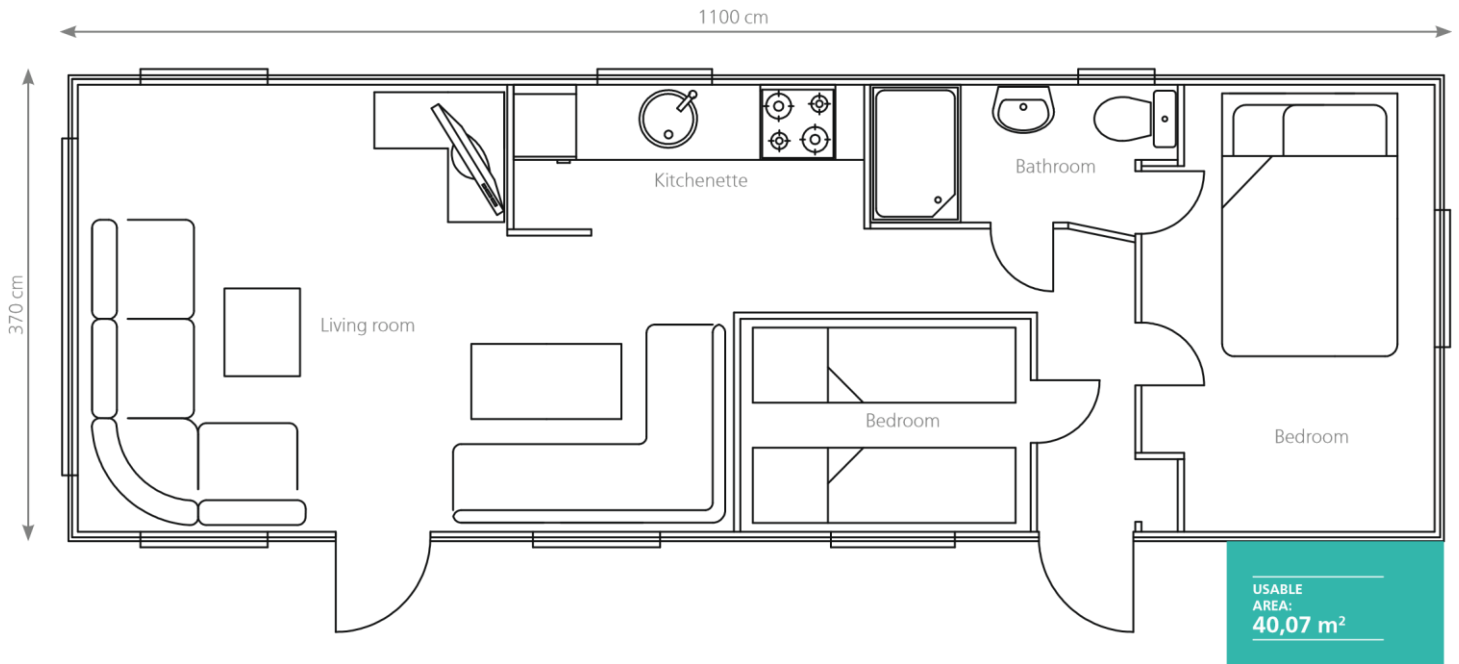 1100 cm
370 cm
Kitchenette
Bathroom
Living room
Bedroom
Bedroom
USABLE
AREA:
40,07 m²